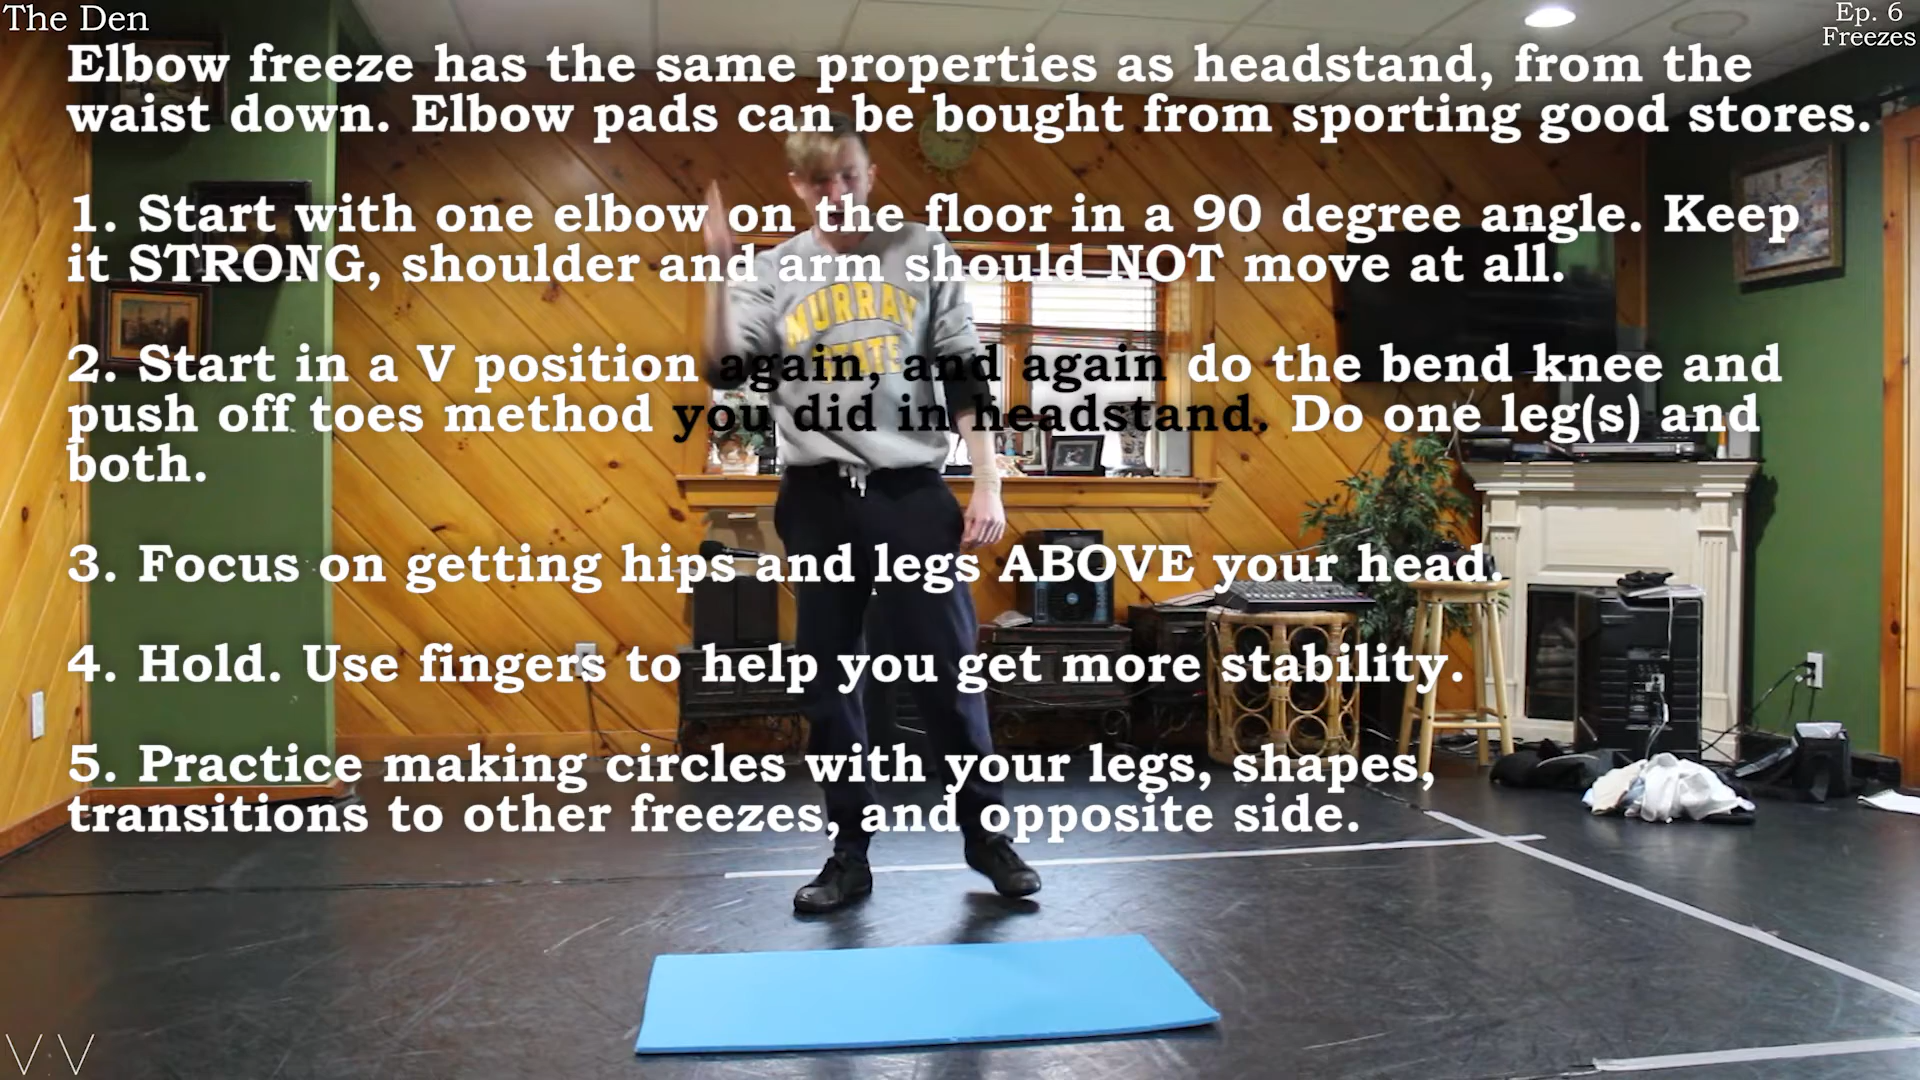 The Den
Ep. 6
Freezes
Elbow freeze has the same properties as headstand, from the
waist down. Elbow pads can be bought from sporting good stores.
1. Start with one elbow on the floor in a 90 degree angle. Keep
it STRONG, shoulder and arm should NOT move at all.
MURRAY
STATE
2. Start in a V position again, and again do the bend knee and
push off toes method you did in headstand. Do one leg(s) and
both.
3. Focus on getting hips and legs ABOVE your head.
4. Hold. Use fingers to help you get more stability.
5. Practice making circles with your legs, shapes,
transitions to other freezes, and opposite side.
VV